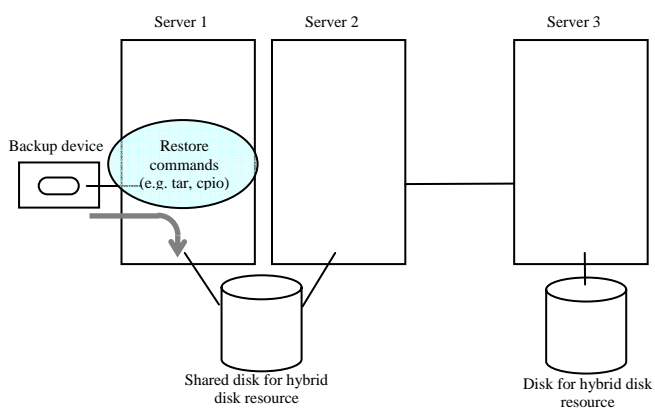 Server 1
Server 2
Server 3
Backup device
Restore
commands
(e.g. tar, cpio)
Shared disk for hybrid
disk resource
Disk for hybrid disk
resource